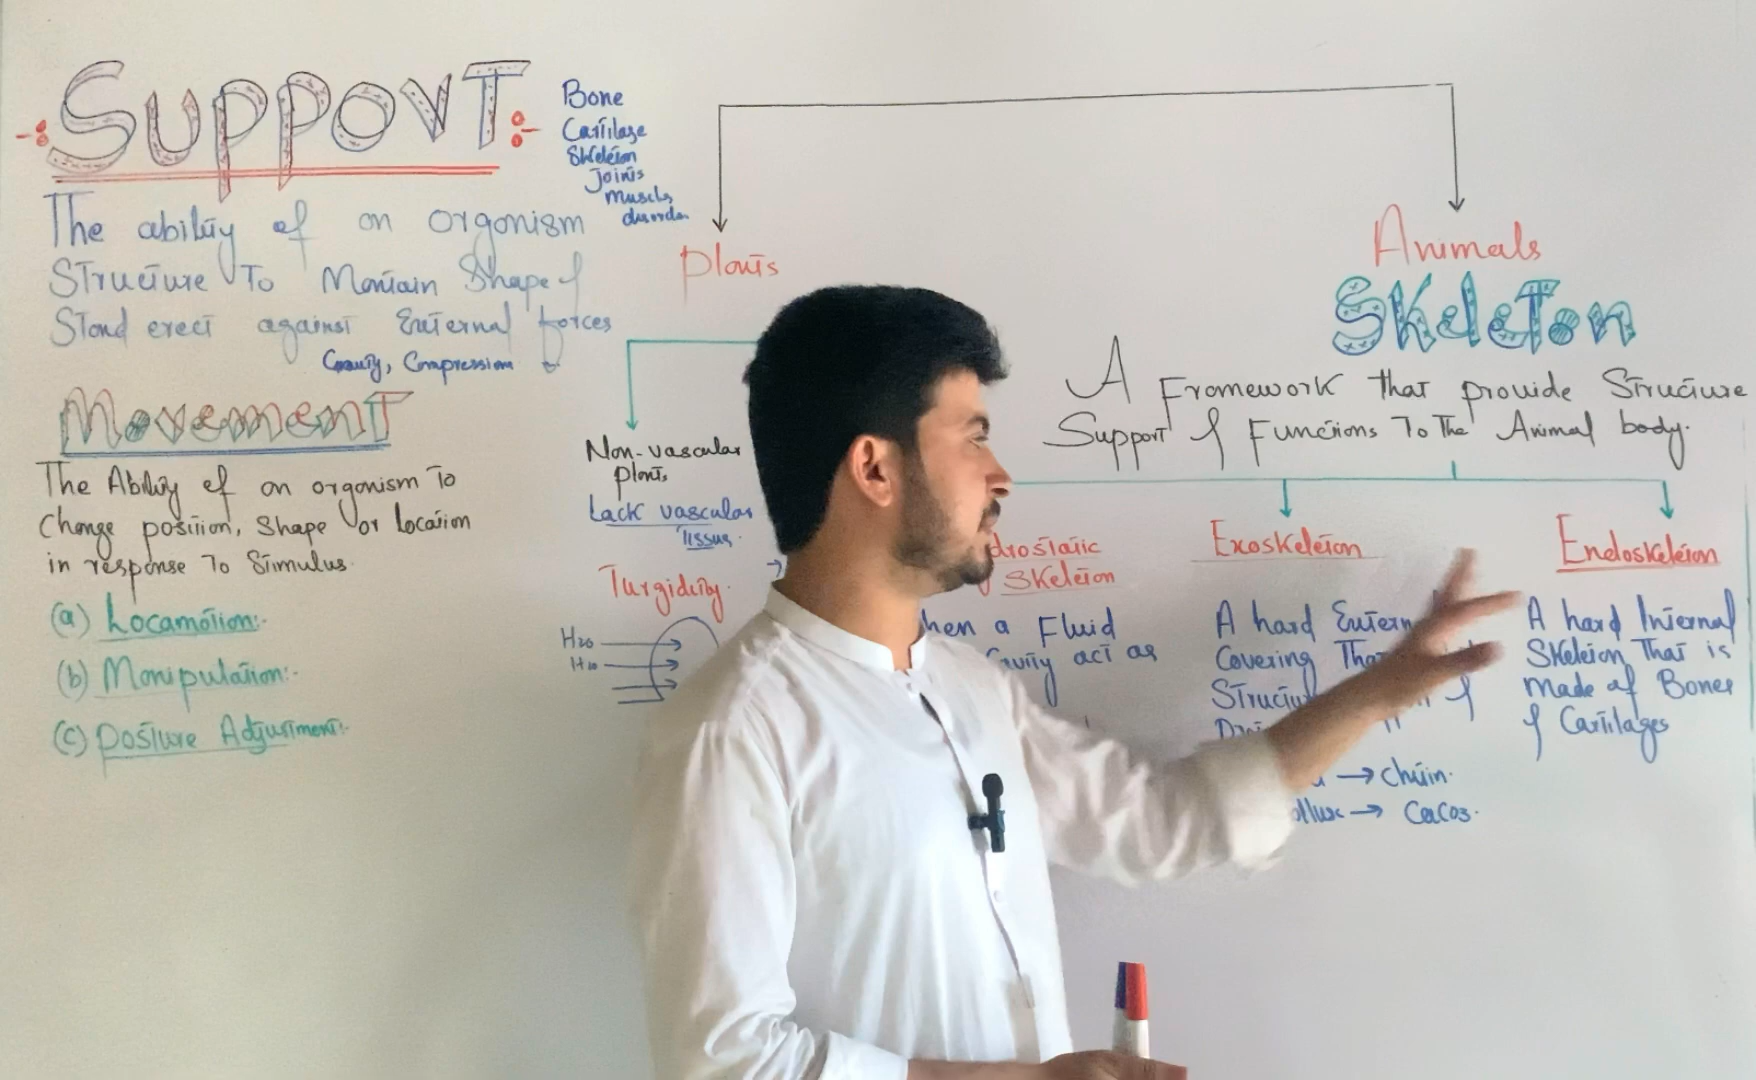 Support
Bone
Cartilage
Skeleton
Joints
Muscles
disorder
The ability of an organism
Structure To Mantain Shape &
Stand erect against External forces
Gravity, Compression
Movement
The Ability of an organism To
Change position, Shape or Location
in response To Stimulus.
(a) Locamotion:-
(b) Manipulation:-
(c) Posture Adjustment:-
Plants
Non-vascular
plants
Lack vascular
tissue.
Turgidity.
H2O
H2O
Animals
Skeleton
A Framework that provide Structure
Support & Functions To The Animal body.
Skeleton
hen a Fluid
act as
Exoskeleton
A hard
Covering
→ Chitin.
→ CaCO3.
Endoskeleton
A hard Internal
Skeleton That is
made of Bones
& Cartilages